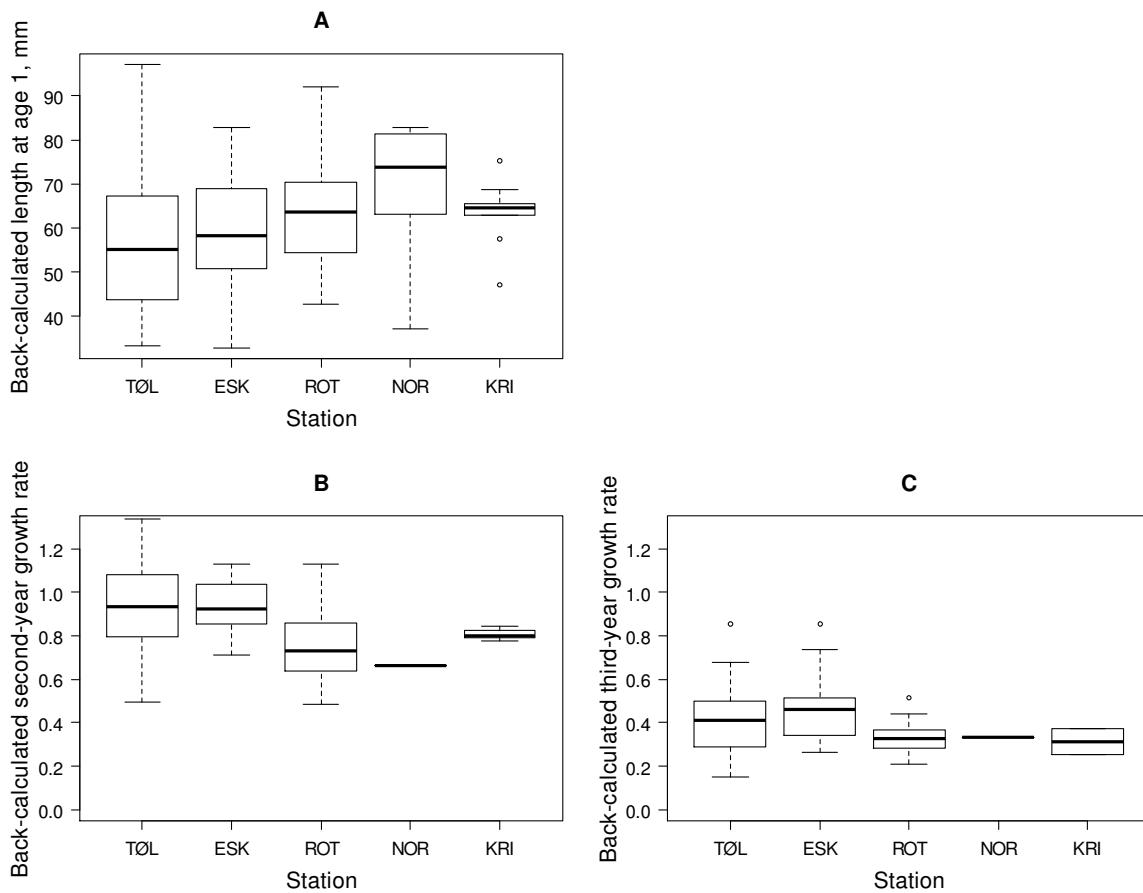 A
Back-calculated length at age 1, mm
90
80
70
60
50
40
TØL ESK ROT NOR KRI
Station
B
Back-calculated second-year growth rate
1.2
1.0
0.8
0.6
0.4
0.2
0.0
TØL ESK ROT NOR KRI
Station
C
Back-calculated third-year growth rate
1.2
1.0
0.8
0.6
0.4
0.2
0.0
TØL ESK ROT NOR KRI
Station